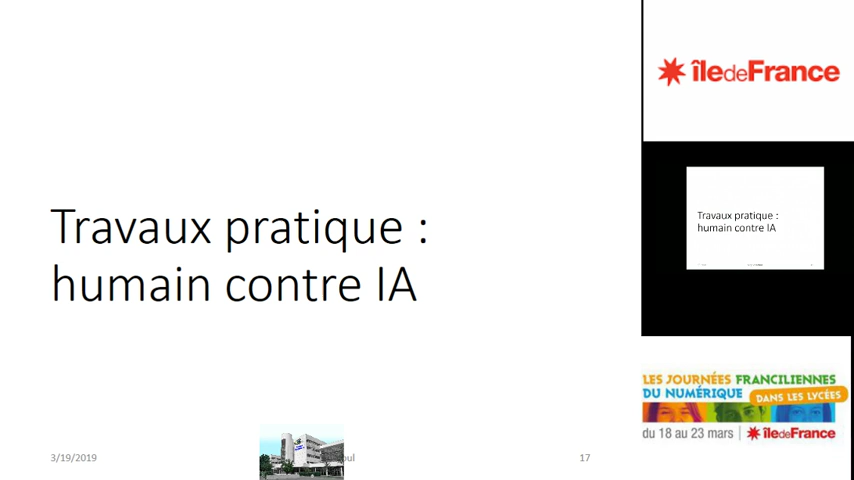 Travaux pratique :
humain contre IA
3/19/2019
17
îledeFrance
Travaux pratique :
humain contre IA
LES JOURNÉES FRANCILIENNES
DU NUMÉRIQUE DANS LES LYCÉES
du 18 au 23 mars | îledeFrance